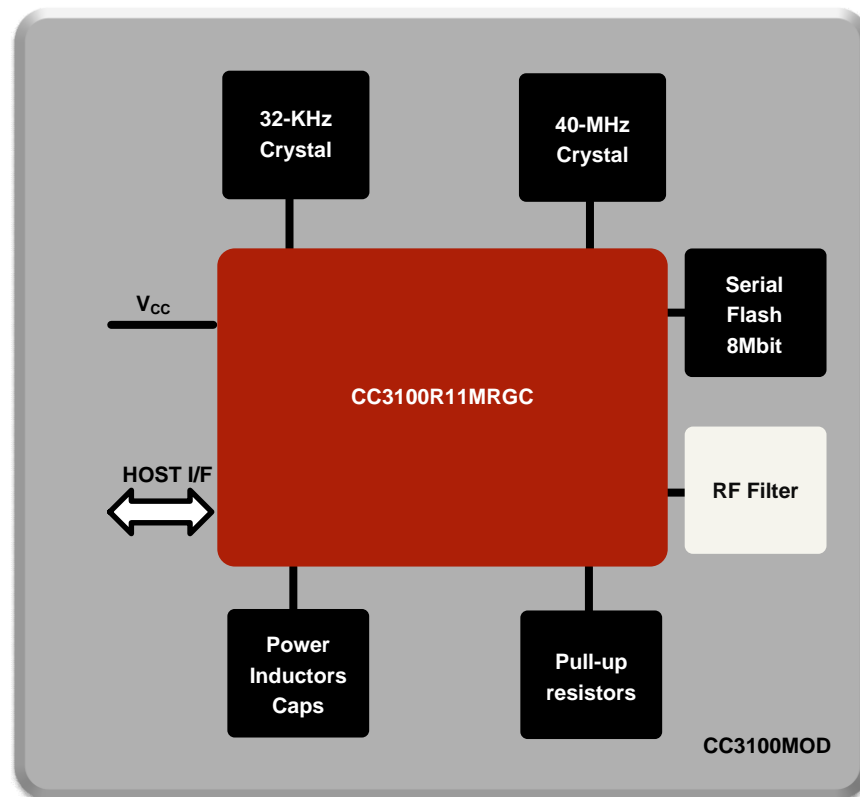 32-KHz
Crystal
40-MHz
Crystal
Serial
Flash
8Mbit
VCC
CC3100R11MRGC
HOST I/F
RF Filter
Power
Inductors
Caps
Pull-up
resistors
CC3100MOD